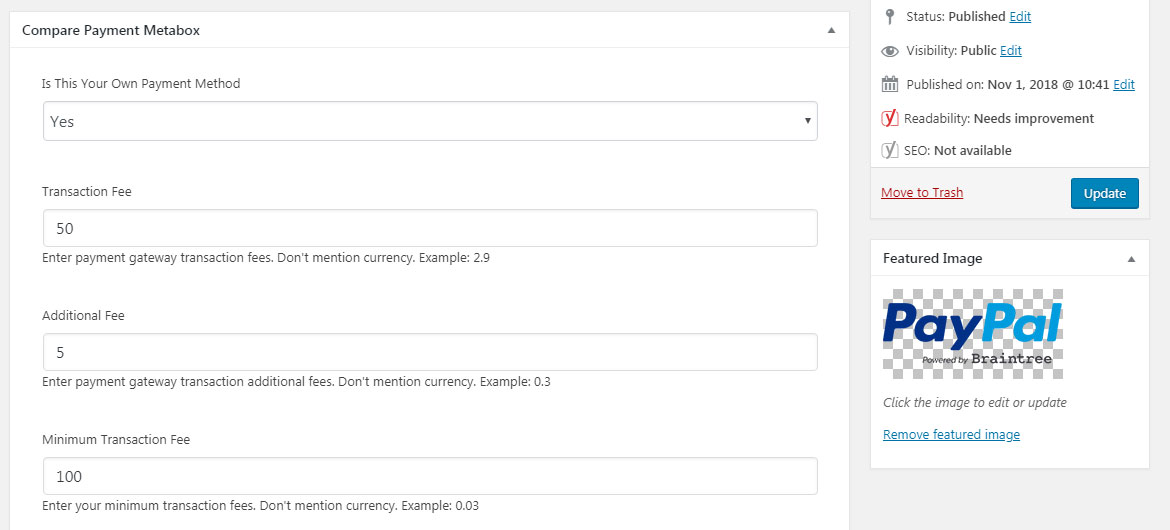 Compare Payment Metabox
Is This Your Own Payment Method
Yes
Transaction Fee
50
Enter payment gateway transaction fees. Don't mention currency. Example: 2.9
Additional Fee
5
Enter payment gateway transaction additional fees. Don't mention currency. Example: 0.3
Minimum Transaction Fee
100
Enter your minimum transaction fees. Don't mention currency. Example: 0.03
Status: Published Edit
Visibility: Public Edit
Published on: Nov 1, 2018 @ 10:41 Edit
Readability: Needs improvement
SEO: Not available
Move to Trash
Update
Featured Image
PayPal
Powered by Braintree
Click the image to edit or update
Remove featured image